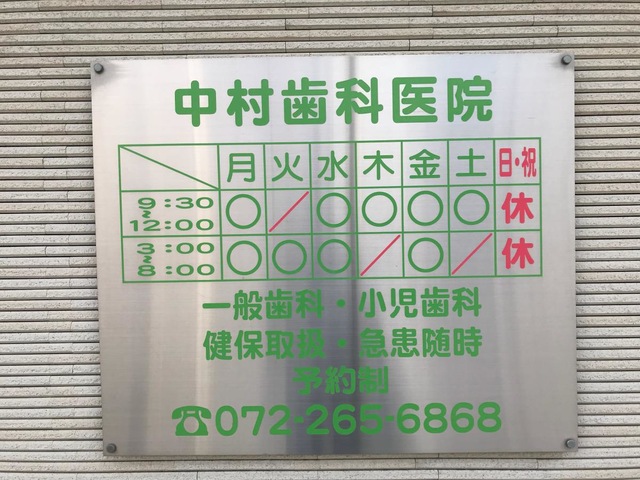 中村歯科医院
月 火 水 木 金 土 日・祝
9:30~12:00 ○ / ○ ○ ○ ○ 休
3:00~8:00 ○ ○ ○ / ○ / 休
一般歯科・小児歯科
健保取扱・急患随時
予約制
☎072-265-6868